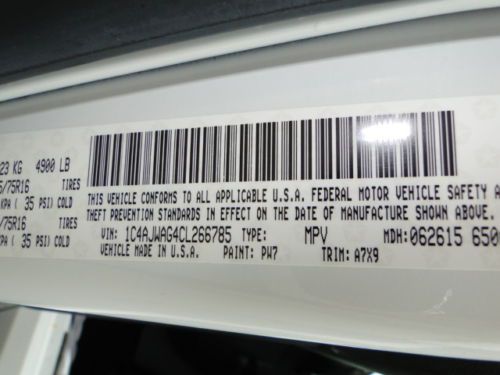 23 KG 4900 LB
5/75R16 TIRES
KPA ( 35 PSI) COLD
/75R16 TIRES
KPA ( 35 PSI) COLD
THIS VEHICLE CONFORMS TO ALL APPLICABLE U.S.A. FEDERAL MOTOR VEHICLE SAFETY A
THEFT PREVENTION STANDARDS IN EFFECT ON THE DATE OF MANUFACTURE SHOWN ABOVE.
VIN: 1C4AJWAG4CL266785 TYPE: MPV MDH: 062615 650
VEHICLE MADE IN U.S.A. PAINT: PW7 TRIM: A7X9